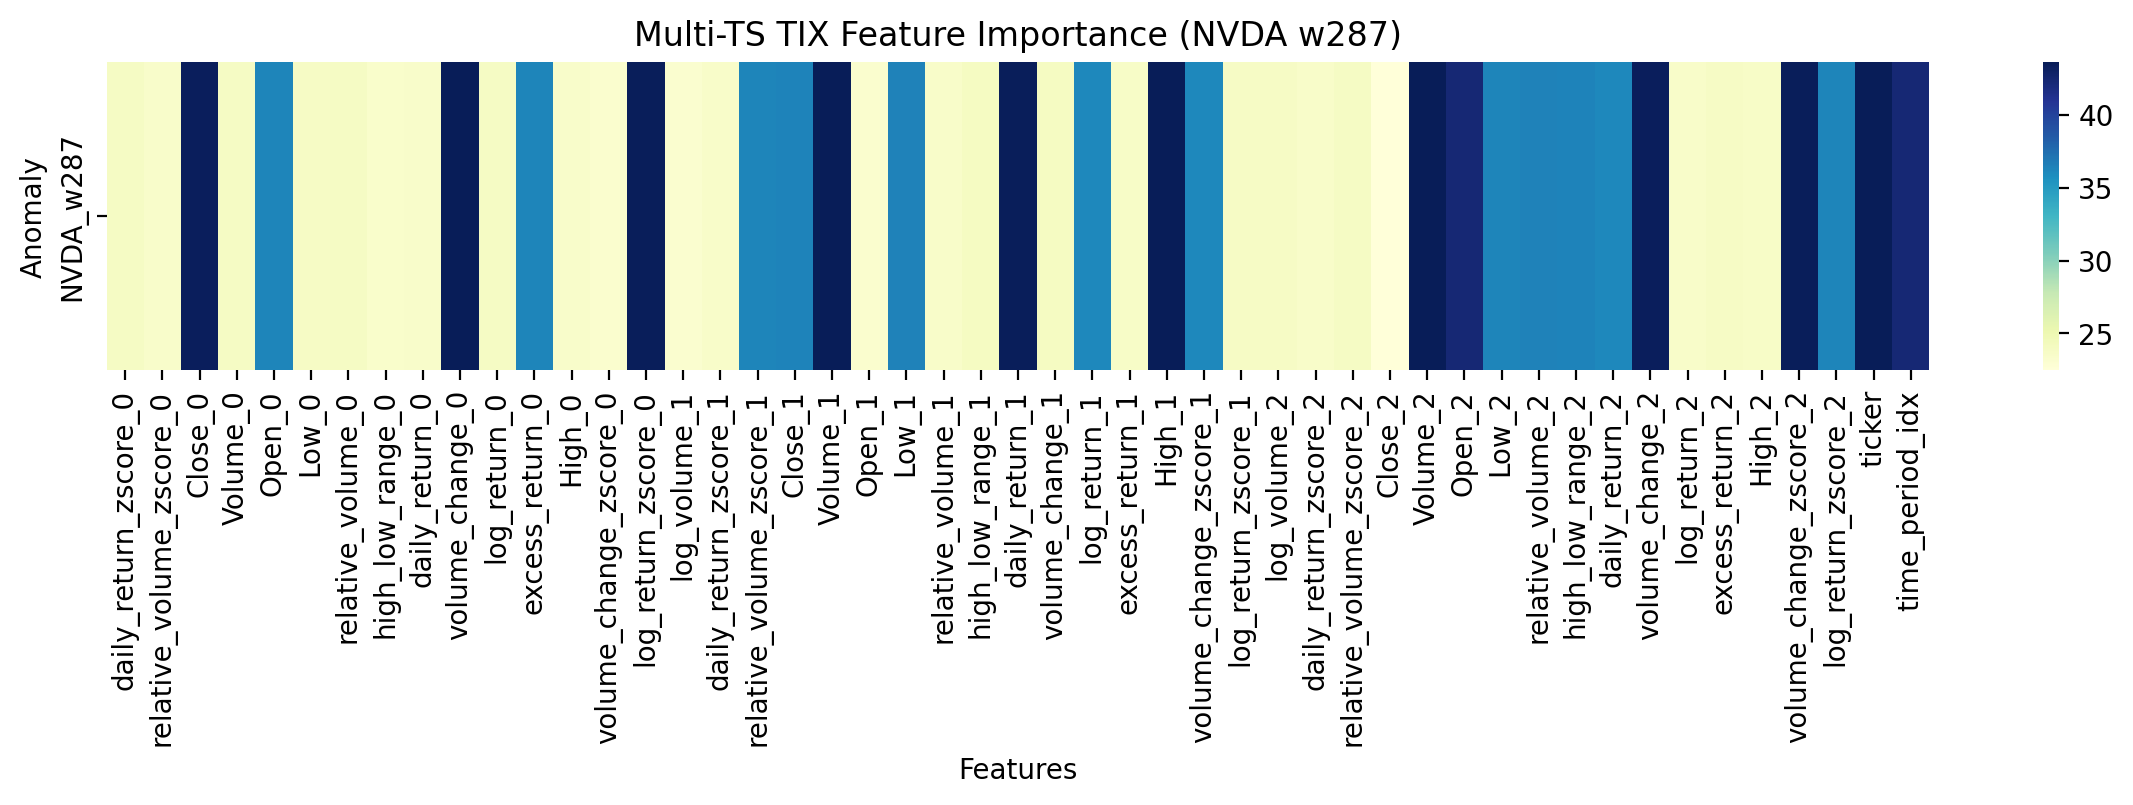 Multi-TS TIX Feature Importance (NVDA w287)
Anomaly
NVDA_w287
40
35
30
25
daily_return_zscore_0
relative_volume_zscore_0
Close_0
Volume_0
Open_0
Low_0
relative_volume_0
high_low_range_0
daily_return_0
volume_change_0
log_return_0
excess_return_0
High_0
volume_change_zscore_0
log_return_zscore_0
log_volume_1
daily_return_zscore_1
relative_volume_zscore_1
Close_1
Volume_1
Open_1
Low_1
relative_volume_1
high_low_range_1
daily_return_1
volume_change_1
log_return_1
excess_return_1
High_1
volume_change_zscore_1
log_return_zscore_1
log_volume_2
daily_return_zscore_2
relative_volume_zscore_2
Close_2
Volume_2
Open_2
Low_2
relative_volume_2
high_low_range_2
daily_return_2
volume_change_2
log_return_2
excess_return_2
High_2
volume_change_zscore_2
log_return_zscore_2
ticker
time_period_idx
Features